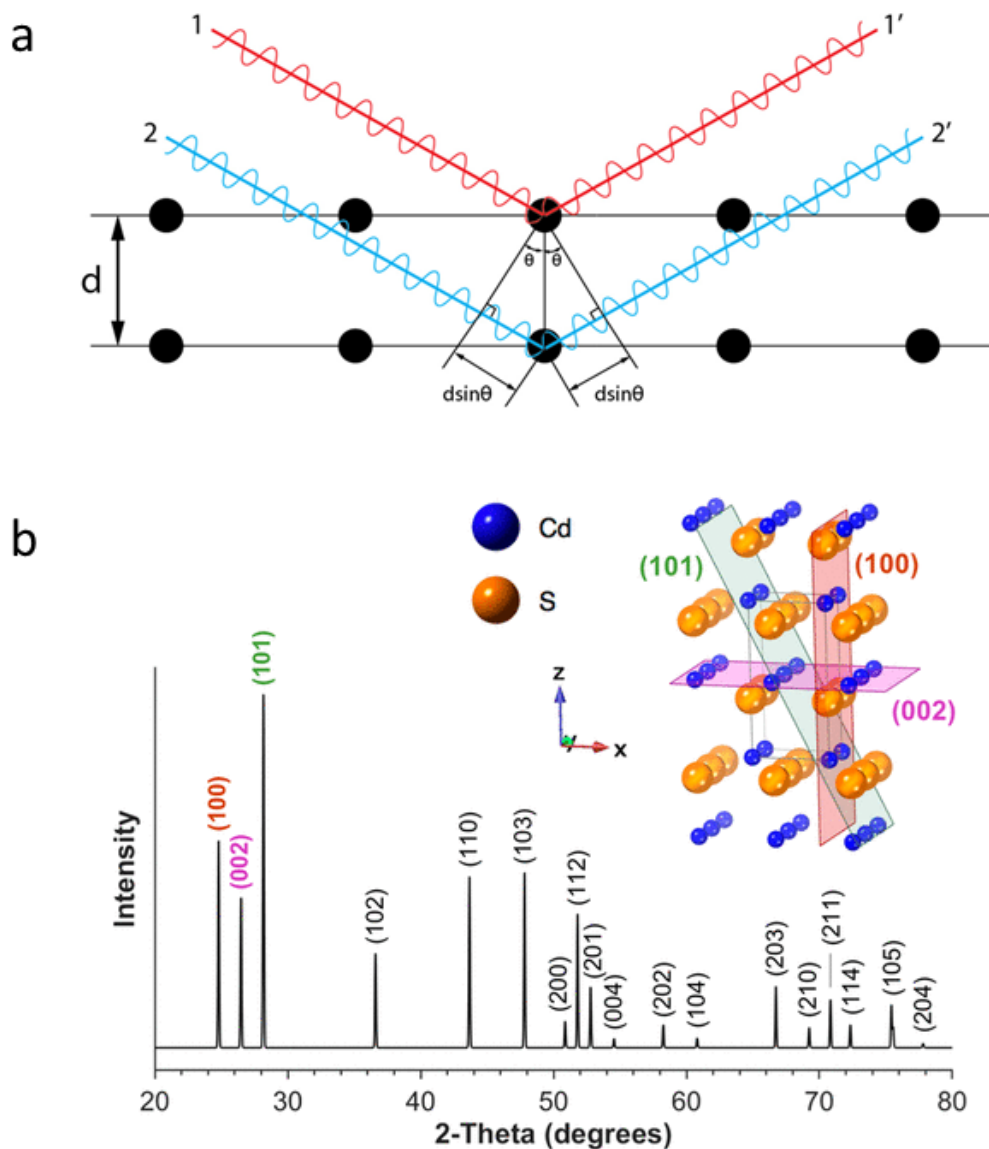 a
1
1’
2
2’
d
θ
θ
dsinθ
dsinθ
b
Cd
S
(101)
(100)
(002)
z
y
x
Intensity
(100)
(002)
(101)
(102)
(110)
(103)
(200)
(112)
(201)
(004)
(202)
(104)
(203)
(210)
(211)
(114)
(105)
(204)
20
30
40
50
60
70
80
2-Theta (degrees)